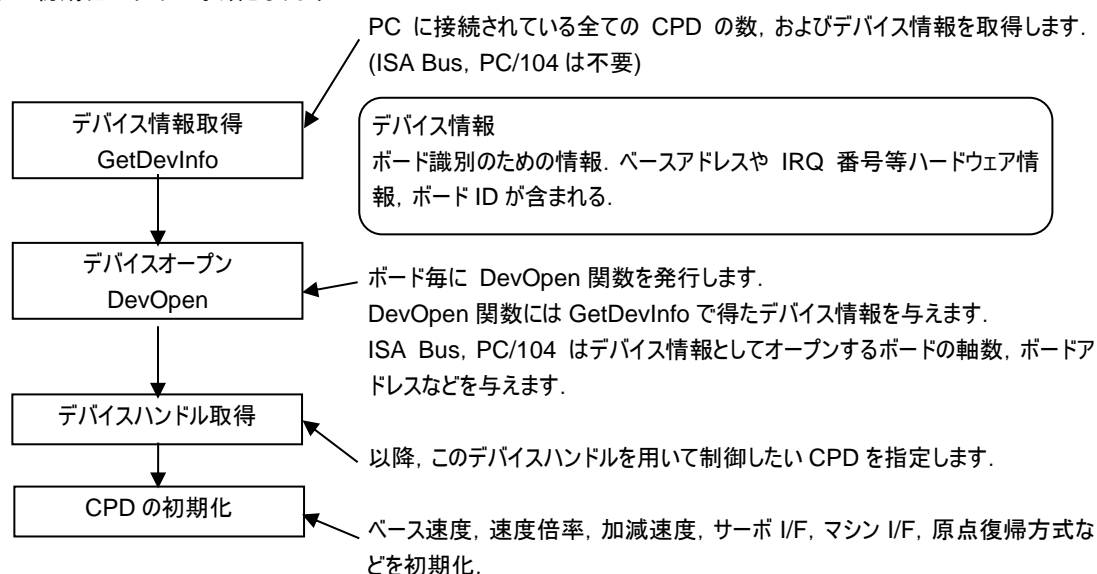 PC に接続されている全ての CPD の数, およびデバイス情報を取得します.
(ISA Bus, PC/104 は不要)
デバイス情報取得
GetDevInfo
デバイス情報
ボード識別のための情報. ベースアドレスや IRQ 番号等ハードウェア情
報, ボード ID が含まれる.
デバイスオープン
DevOpen
ボード毎に DevOpen 関数を発行します.
DevOpen 関数には GetDevInfo で得たデバイス情報を与えます.
ISA Bus, PC/104 はデバイス情報としてオープンするボードの軸数, ボードア
ドレスなどを与えます.
デバイスハンドル取得
以降, このデバイスハンドルを用いて制御したい CPD を指定します.
CPD の初期化
ベース速度, 速度倍率, 加減速度, サーボ I/F, マシン I/F, 原点復帰方式な
どを初期化.